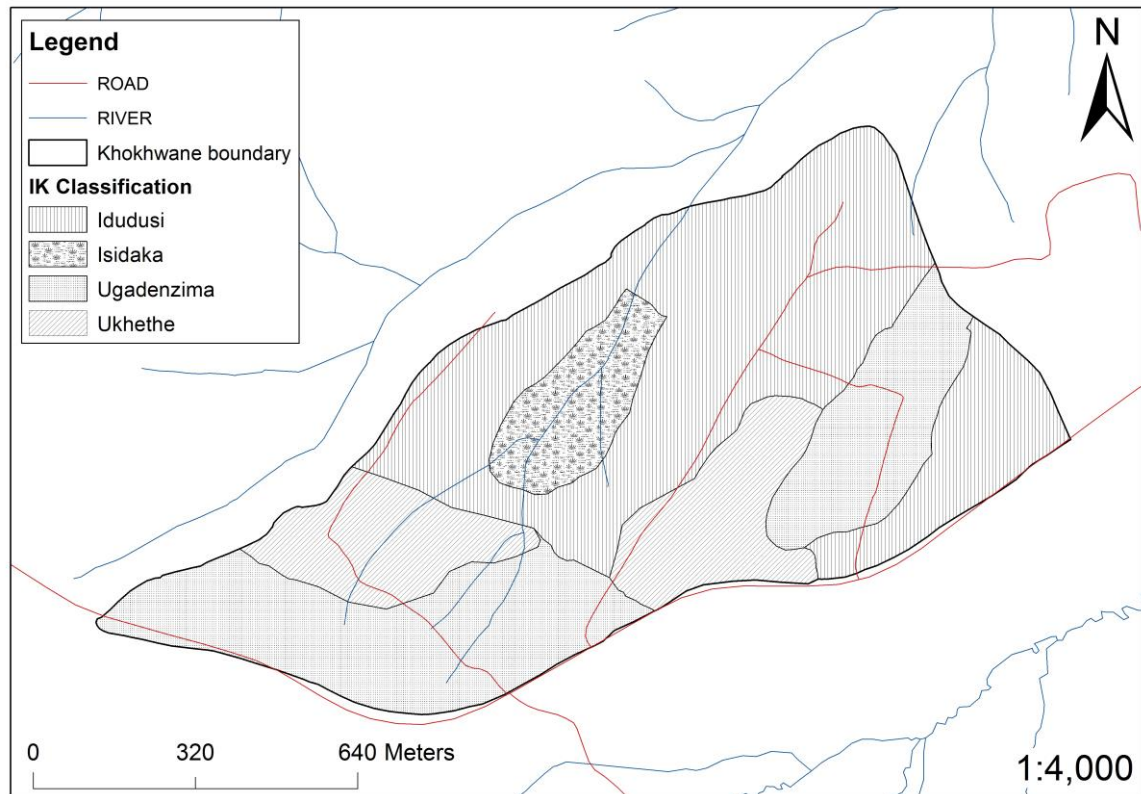 Legend
ROAD
RIVER
Khokhwane boundary
IK Classification
Idudusi
Isidaka
Ugadenzima
Ukhethe
N
0 320 640 Meters
1:4,000